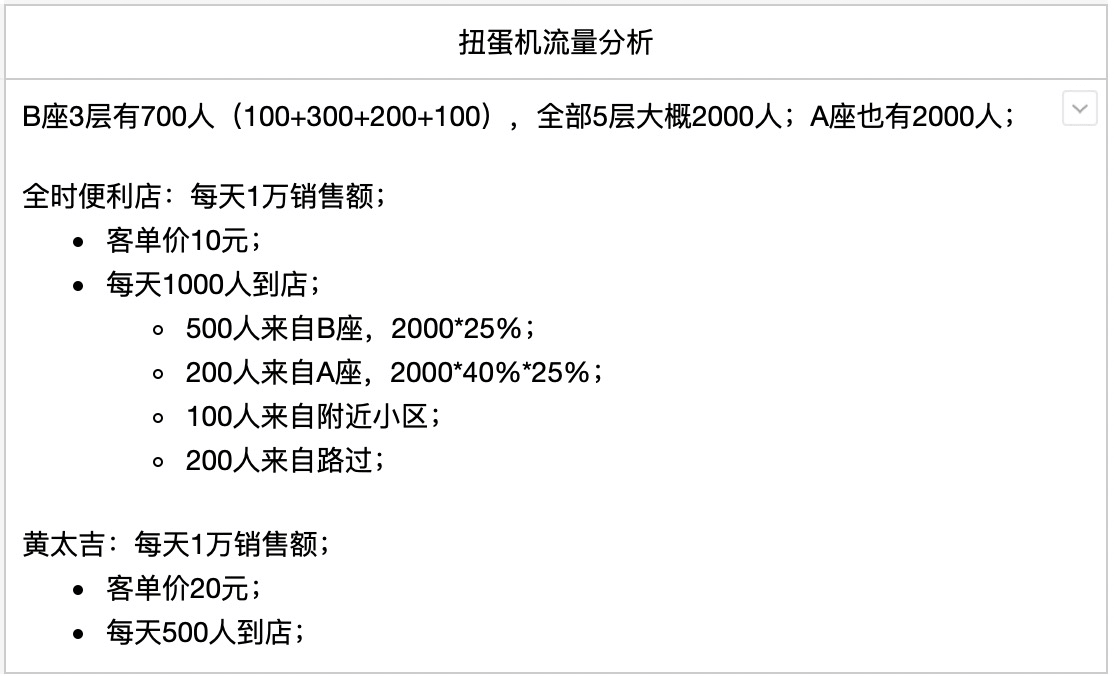 扭蛋机流量分析
B座3层有700人（100+300+200+100），全部5层大概2000人；A座也有2000人；
全时便利店：每天1万销售额；
客单价10元；
每天1000人到店；
500人来自B座，2000*25%；
200人来自A座，2000*40%*25%；
100人来自附近小区；
200人来自路过；
黄太吉：每天1万销售额；
客单价20元；
每天500人到店；